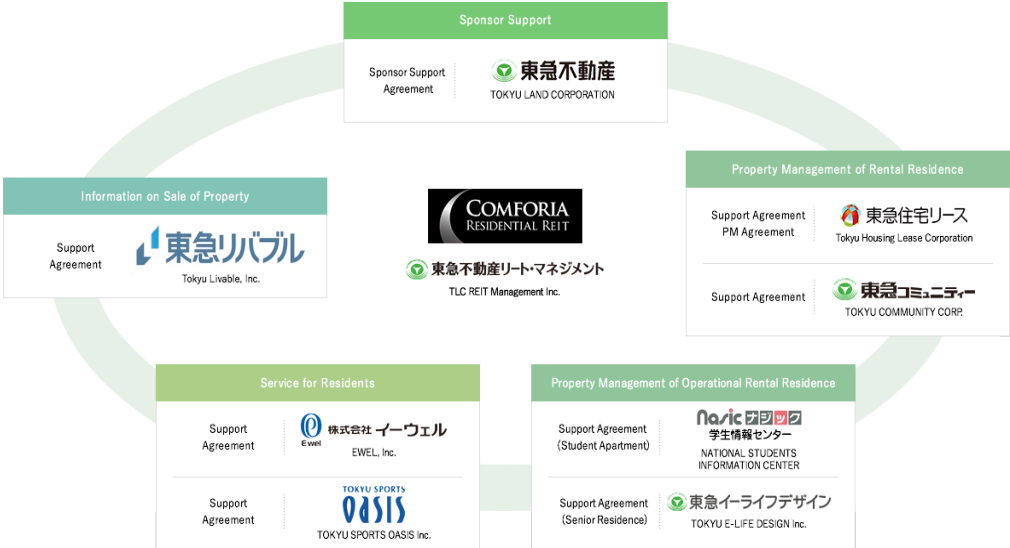 Sponsor Support
Sponsor Support
Agreement
東急不動産
TOKYU LAND CORPORATION
Information on Sale of Property
Support
Agreement
東急リバブル
Tokyu Livable, Inc.
COMFORIA
RESIDENTIAL REIT
東急不動産リート・マネジメント
TLC REIT Management Inc.
Property Management of Rental Residence
Support Agreement
PM Agreement
東急住宅リース
Tokyu Housing Lease Corporation
Support Agreement
東急コミュニティー
TOKYU COMMUNITY CORP.
Service for Residents
Support
Agreement
Ewel
株式会社イーウェル
EWEL, Inc.
Support
Agreement
TOKYU SPORTS
OASIS
TOKYU SPORTS OASIS Inc.
Property Management of Operational Rental Residence
Support Agreement
(Student Apartment)
Nasic ナジック
学生情報センター
NATIONAL STUDENTS
INFORMATION CENTER
Support Agreement
(Senior Residence)
東急イーライフデザイン
TOKYU E-LIFE DESIGN Inc.